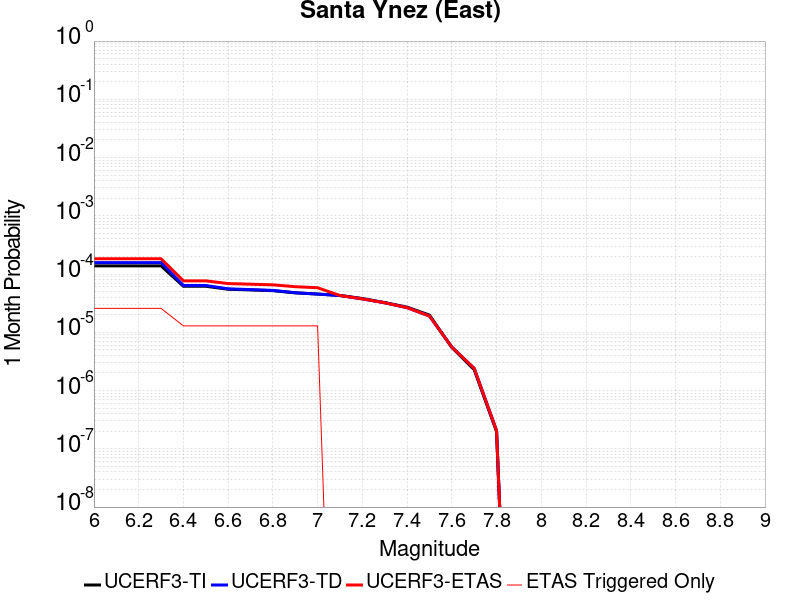 Santa Ynez (East)
1 Month Probability
10^0
10^-1
10^-2
10^-3
10^-4
10^-5
10^-6
10^-7
10^-8
6 6.2 6.4 6.6 6.8 7 7.2 7.4 7.6 7.8 8 8.2 8.4 8.6 8.8 9
Magnitude
UCERF3-TI UCERF3-TD UCERF3-ETAS ETAS Triggered Only